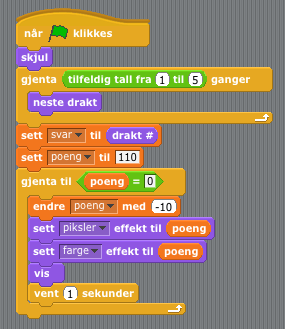 når klikkes
skjul
gjenta tilfeldig tall fra 1 til 5 ganger
neste drakt
sett svar til drakt #
sett poeng til 110
gjenta til poeng = 0
endre poeng med -10
sett piksler effekt til poeng
sett farge effekt til poeng
vis
vent 1 sekunder